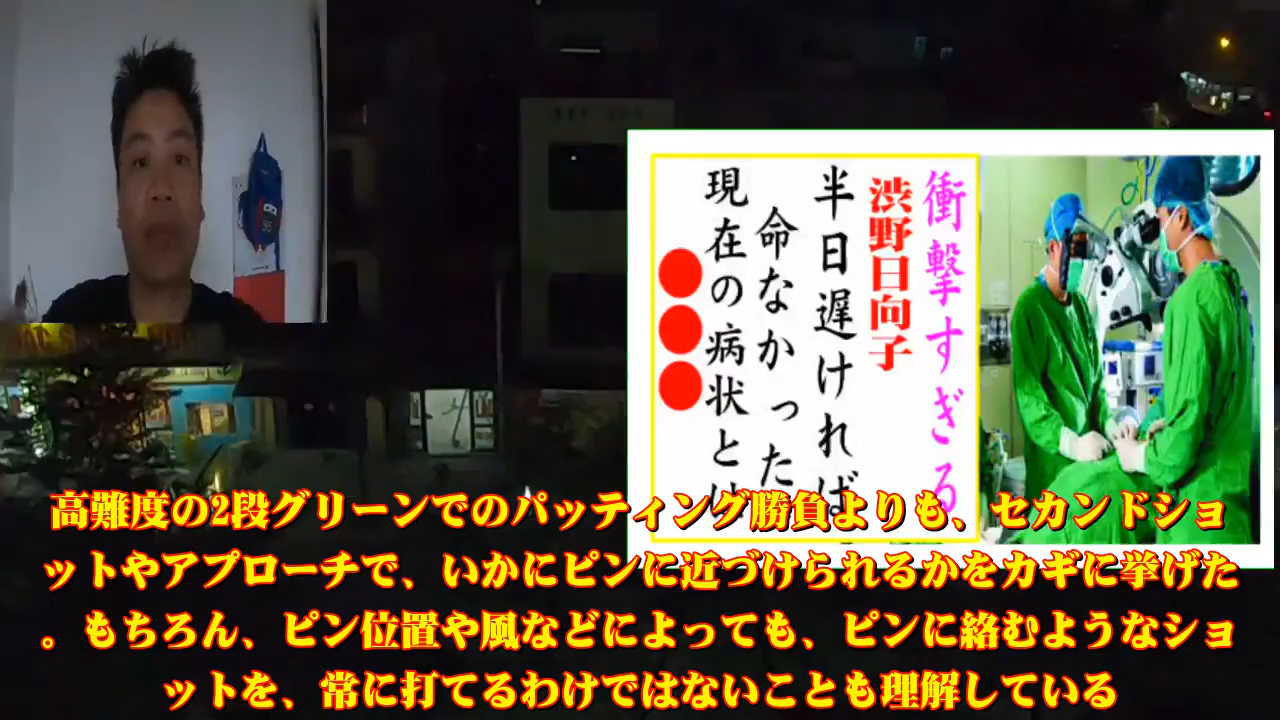 衝撃すぎる
渋野日向子
半日遅ければ
命なかった
現在の病状とは
高難度の2段グリーンでのパッティング勝負よりも、セカンドショ
ットやアプローチで、いかにピンに近づけられるかをカギに挙げた
。もちろん、ピン位置や風などによっても、ピンに絡むようなショ
ットを、常に打てるわけではないことも理解している
95